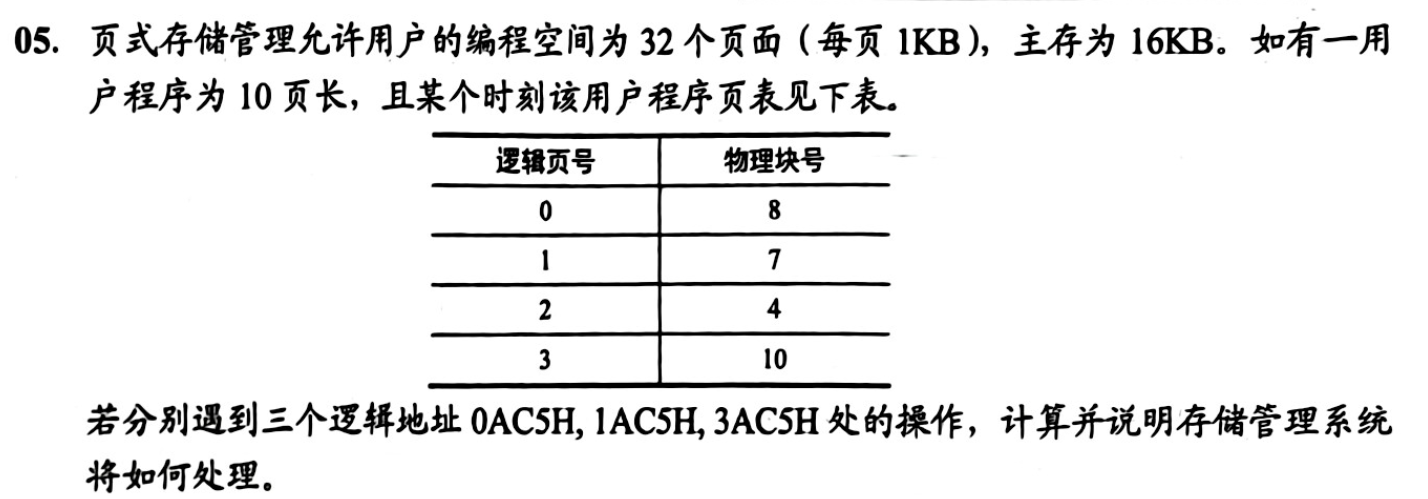 05. 页式存储管理允许用户的编程空间为 32 个页面（每页 1KB），主存为 16KB。如有一用
户程序为 10 页长，且某个时刻该用户程序页表见下表。
逻辑页号 物理块号
0 8
1 7
2 4
3 10
若分别遇到三个逻辑地址 0AC5H, 1AC5H, 3AC5H 处的操作，计算并说明存储管理系统
将如何处理。